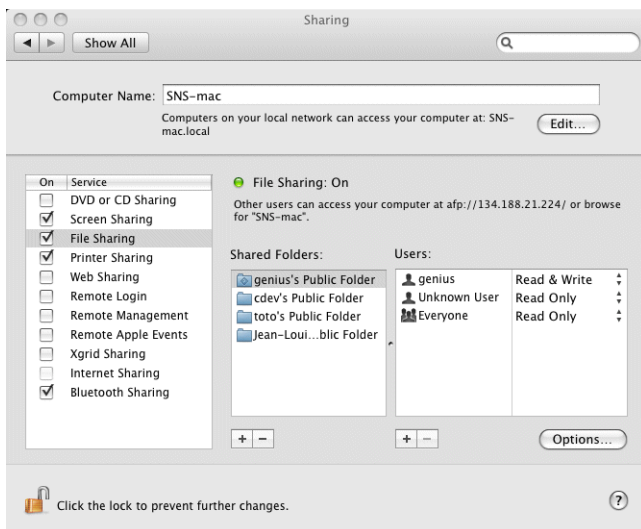 Sharing
Show All
Computer Name: SNS-mac
Computers on your local network can access your computer at: SNS-
mac.local
Edit...
On Service
DVD or CD Sharing
Screen Sharing
File Sharing
Printer Sharing
Web Sharing
Remote Login
Remote Management
Remote Apple Events
Xgrid Sharing
Internet Sharing
Bluetooth Sharing
File Sharing: On
Other users can access your computer at afp://134.188.21.224/ or browse
for "SNS-mac".
Shared Folders:
genius's Public Folder
cdev's Public Folder
toto's Public Folder
Jean-Loui...blic Folder
Users:
genius Read & Write
Unknown User Read Only
Everyone Read Only
+ −
+ −
Options...
Click the lock to prevent further changes.
?